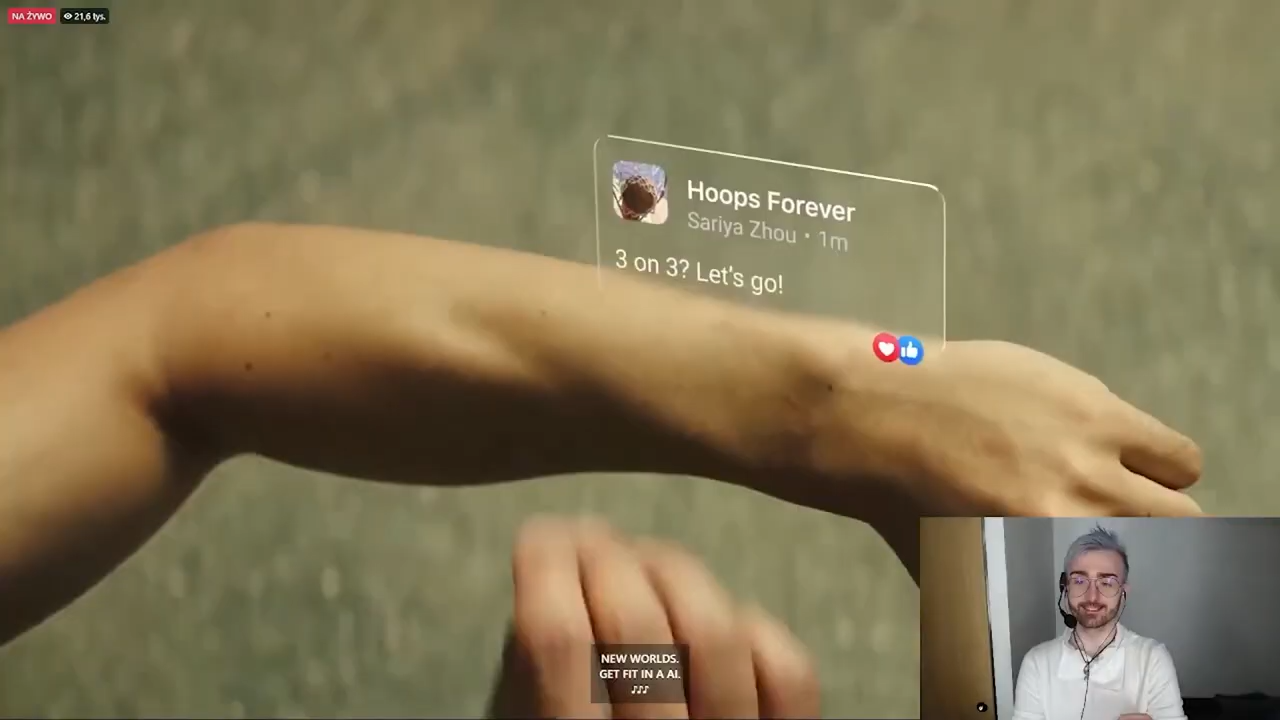 NA ŻYWO
21,6 tys.
Hoops Forever
Sariya Zhou • 1m
3 on 3? Let's go!
NEW WORLDS.
GET FIT IN A AI.
♪♪♪